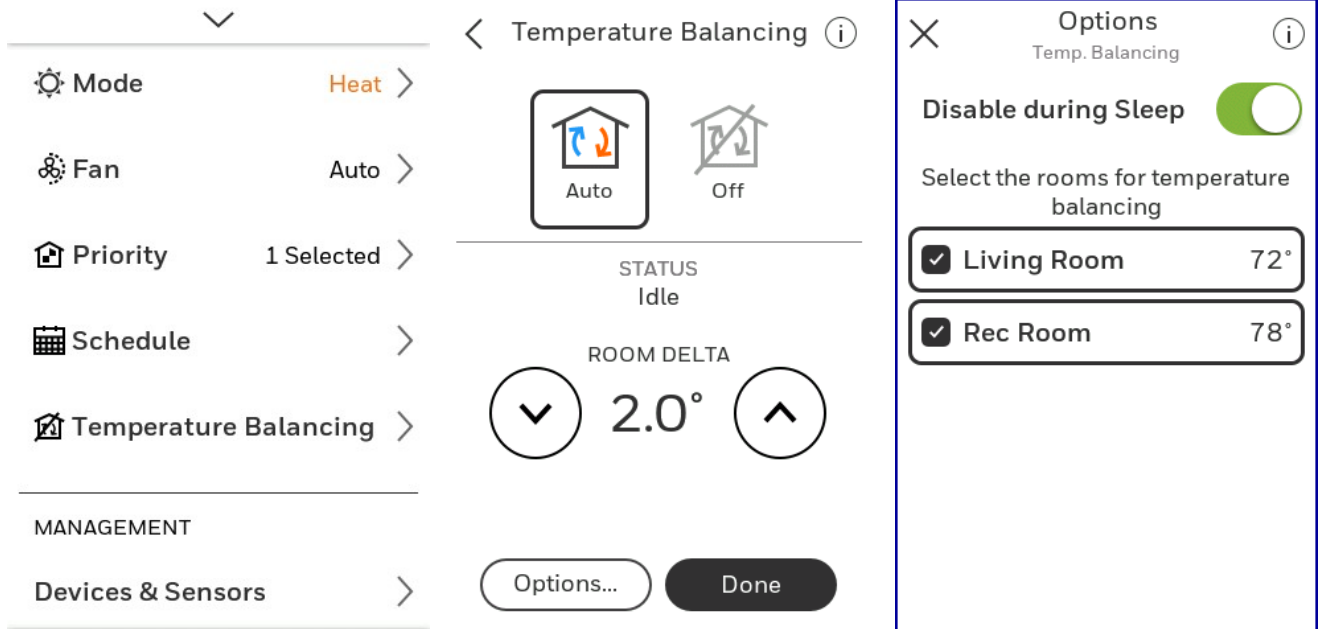 Mode Heat
Fan Auto
Priority 1 Selected
Schedule
Temperature Balancing
MANAGEMENT
Devices & Sensors
Temperature Balancing
Auto Off
STATUS
Idle
ROOM DELTA
2.0°
Options... Done
Options
Temp. Balancing
Disable during Sleep
Select the rooms for temperature
balancing
Living Room 72°
Rec Room 78°